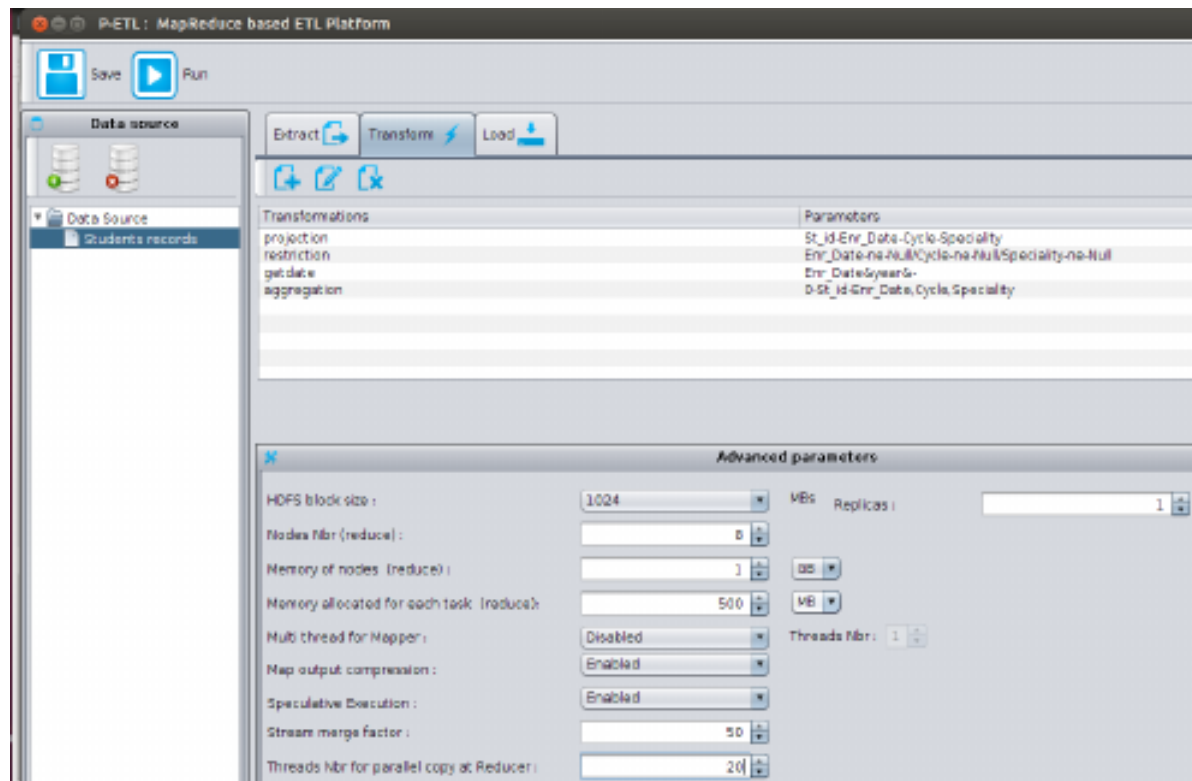 P-ETL : MapReduce based ETL Platform
Save Run
Data source
Extract Transform Load
Data Source
Students records
Transformations Parameters
projection St_id-Enr_Date-Cycle-Speciality
restriction Enr_Date-ne-Null/Cycle-ne-Null/Speciality-ne-Null
getdate Enr_Date&year&-
aggregation 0-St_id-Enr_Date,Cycle,Speciality
Advanced parameters
HDFS block size : 1024 MBs Replicas : 1
Nodes Nbr (reduce) :
Memory of nodes (reduce) : 1 GB
Memory allocated for each task (reduce): 500 MB
Multi thread for Mapper : Disabled Threads Nbr : 1
Map output compression : Enabled
Speculative Execution : Enabled
Stream merge factor : 50
Threads Nbr for parallel copy at Reducer : 20